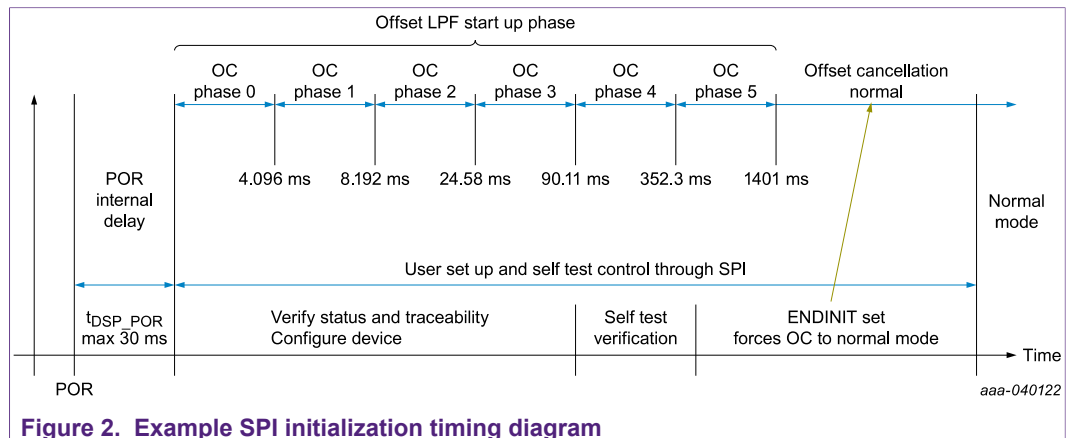 Offset LPF start up phase
OC phase 0
OC phase 1
OC phase 2
OC phase 3
OC phase 4
OC phase 5
Offset cancellation normal
POR internal delay
4.096 ms
8.192 ms
24.58 ms
90.11 ms
352.3 ms
1401 ms
Normal mode
User set up and self test control through SPI
tDSP_POR
max 30 ms
Verify status and traceability
Configure device
Self test verification
ENDINIT set
forces OC to normal mode
Time
POR
aaa-040122
Figure 2. Example SPI initialization timing diagram